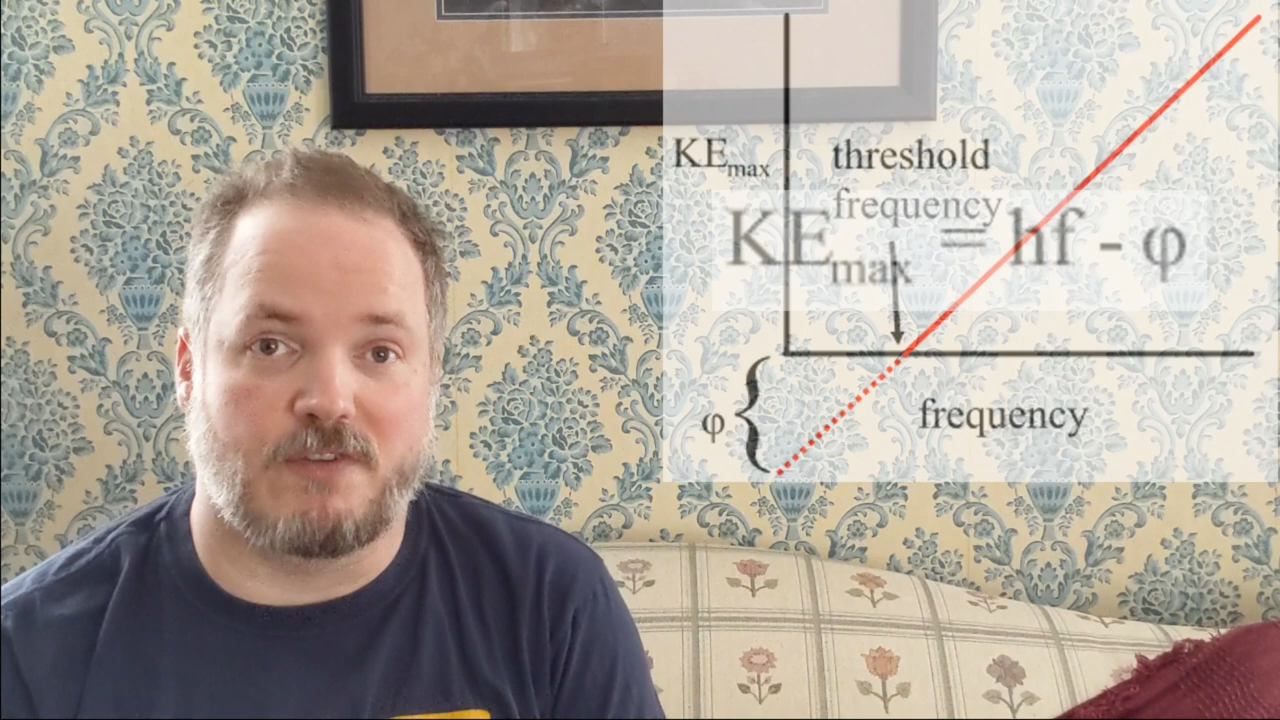 KEmax
threshold
frequency
KEmax = hf - φ
φ
frequency